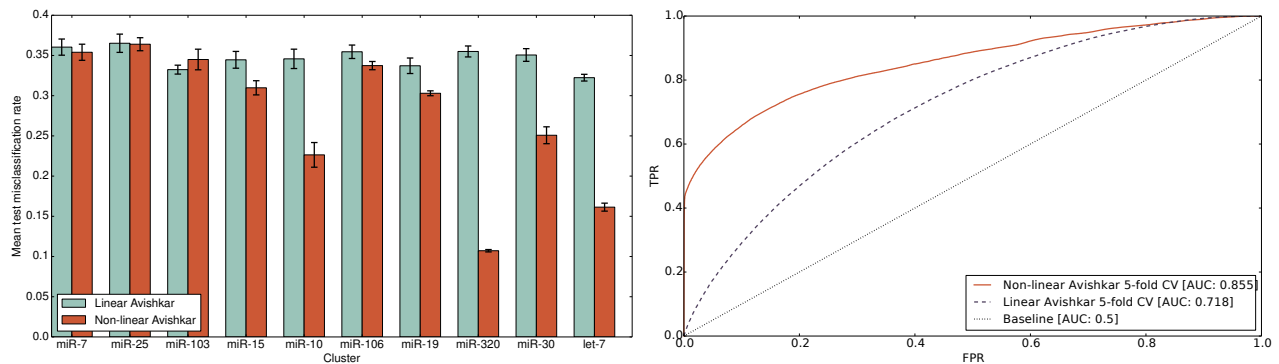 Mean test misclassification rate
0.40
0.35
0.30
0.25
0.20
0.15
0.10
0.05
0.0
Linear Avishkar
Non-linear Avishkar
miR-7 miR-25 miR-103 miR-15 miR-10 miR-106 miR-19 miR-320 miR-30 let-7
Cluster
TPR
1.0
0.8
0.6
0.4
0.2
0.0
Non-linear Avishkar 5-fold CV [AUC: 0.855]
Linear Avishkar 5-fold CV [AUC: 0.718]
Baseline [AUC: 0.5]
0.0 0.2 0.4 0.6 0.8 1.0
FPR